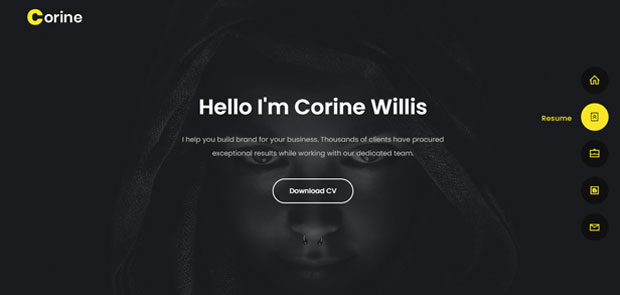 Corine
Hello I'm Corine Willis
I help you build brand for your business. Thousands of clients have procured
exceptional results while working with our dedicated team.
Resume
Download CV